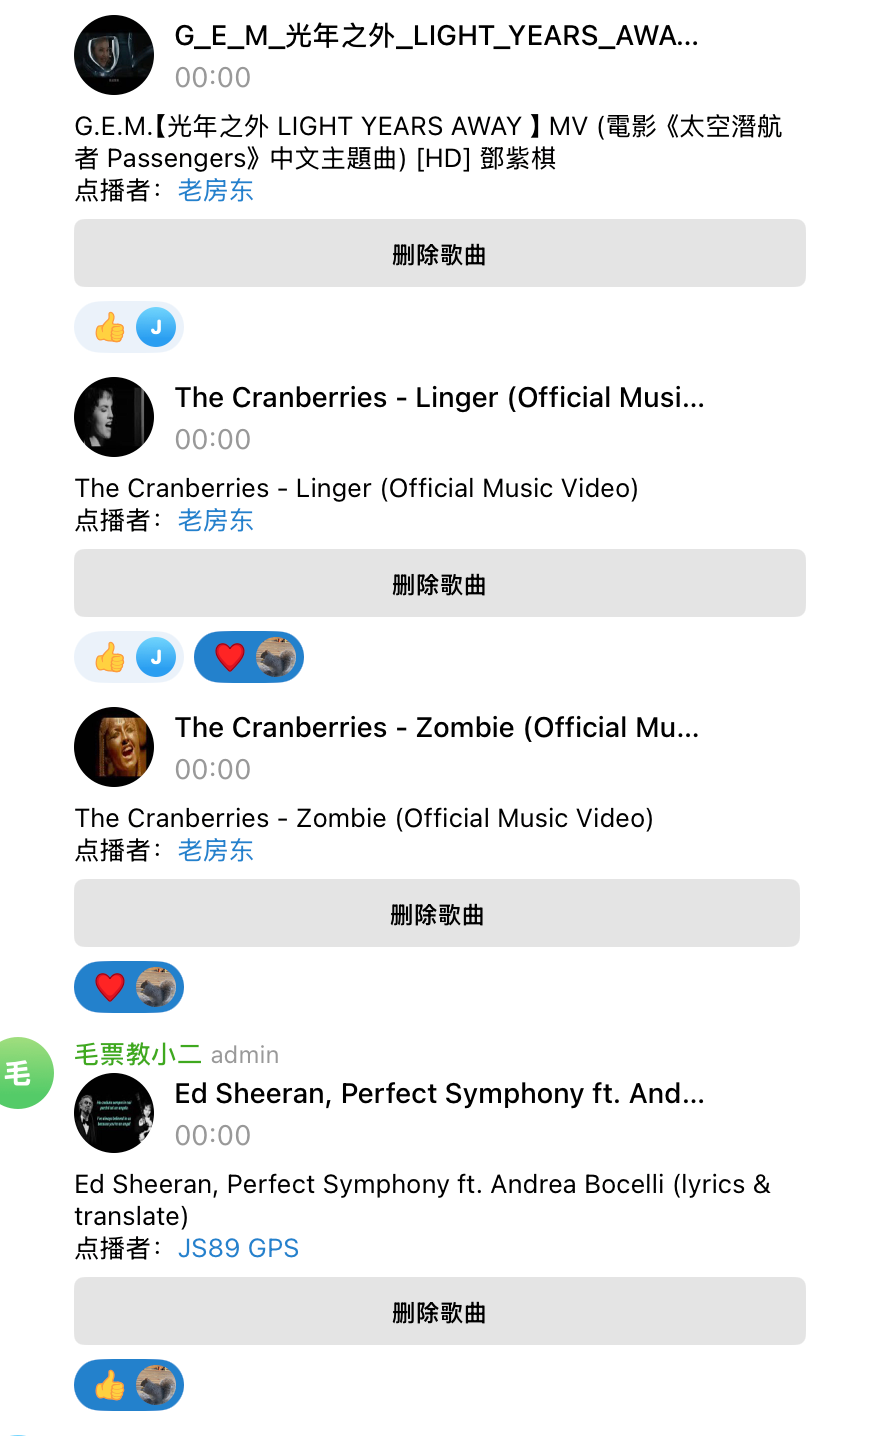 G_E_M_光年之外_LIGHT_YEARS_AWA...
00:00
G.E.M.【光年之外 LIGHT YEARS AWAY 】 MV (電影《太空潛航
者 Passengers》中文主題曲) [HD] 鄧紫棋
点播者：老房东
删除歌曲
J
The Cranberries - Linger (Official Musi...
00:00
The Cranberries - Linger (Official Music Video)
点播者：老房东
删除歌曲
J
The Cranberries - Zombie (Official Mu...
00:00
The Cranberries - Zombie (Official Music Video)
点播者：老房东
删除歌曲
毛
毛票教小二 admin
Ed Sheeran, Perfect Symphony ft. And...
00:00
Ed Sheeran, Perfect Symphony ft. Andrea Bocelli (lyrics &
translate)
点播者：JS89 GPS
删除歌曲